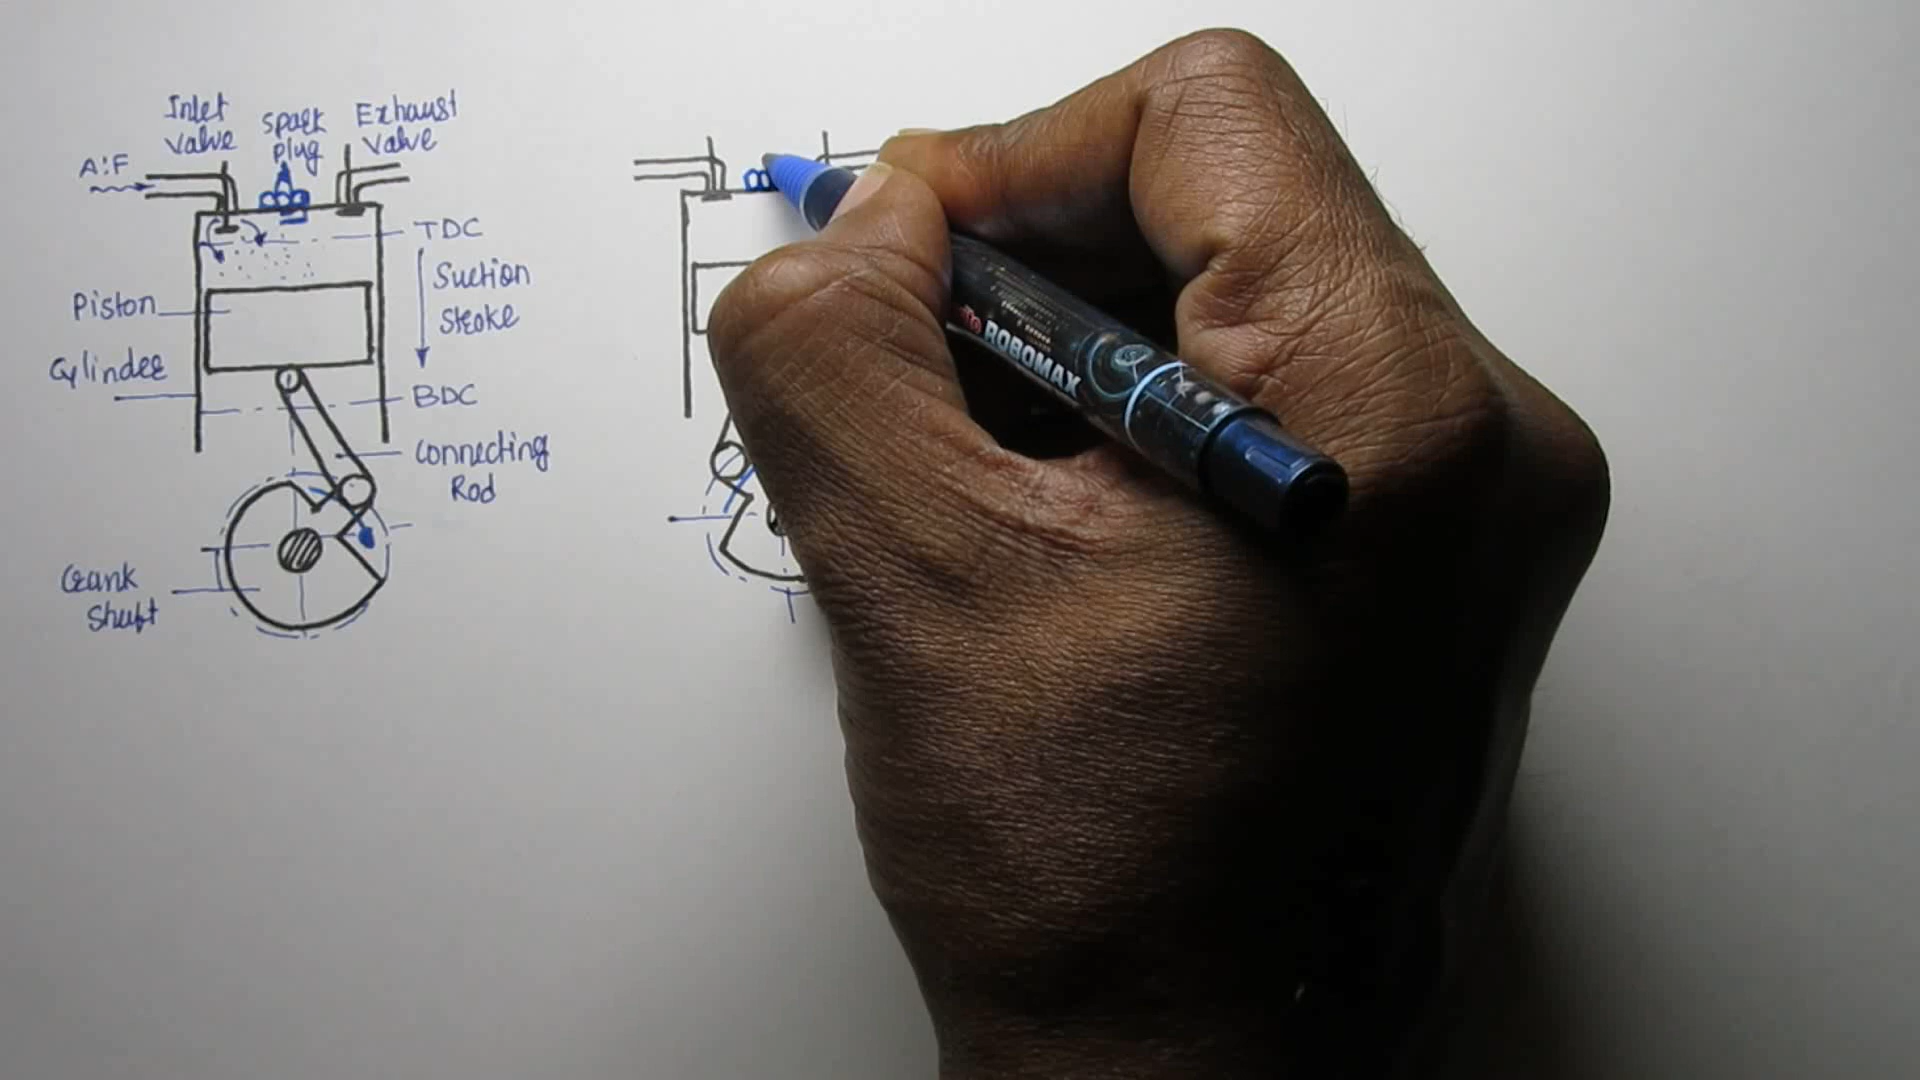 Inlet
Valve
Spark
plug
Exhaust
Valve
A:F
TDC
Suction
Stroke
Piston
Cylinder
BDC
Connecting
Rod
Crank
Shaft
ROBOMAX